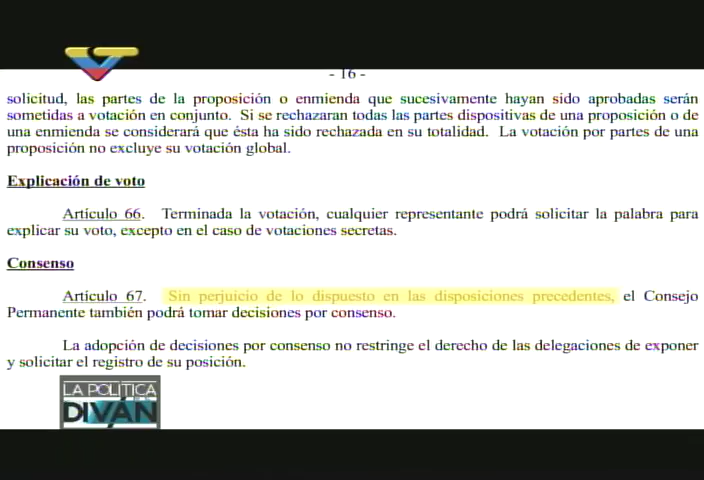 - 16 -
solicitud, las partes de la proposición o enmienda que sucesivamente hayan sido aprobadas serán
sometidas a votación en conjunto. Si se rechazaran todas las partes dispositivas de una proposición o de
una enmienda se considerará que ésta ha sido rechazada en su totalidad. La votación por partes de una
proposición no excluye su votación global.
Explicación de voto
Artículo 66. Terminada la votación, cualquier representante podrá solicitar la palabra para
explicar su voto, excepto en el caso de votaciones secretas.
Consenso
Artículo 67. Sin perjuicio de lo dispuesto en las disposiciones precedentes, el Consejo
Permanente también podrá tomar decisiones por consenso.
La adopción de decisiones por consenso no restringe el derecho de las delegaciones de exponer
y solicitar el registro de su posición.
LA POLÍTICA
DIVÁN